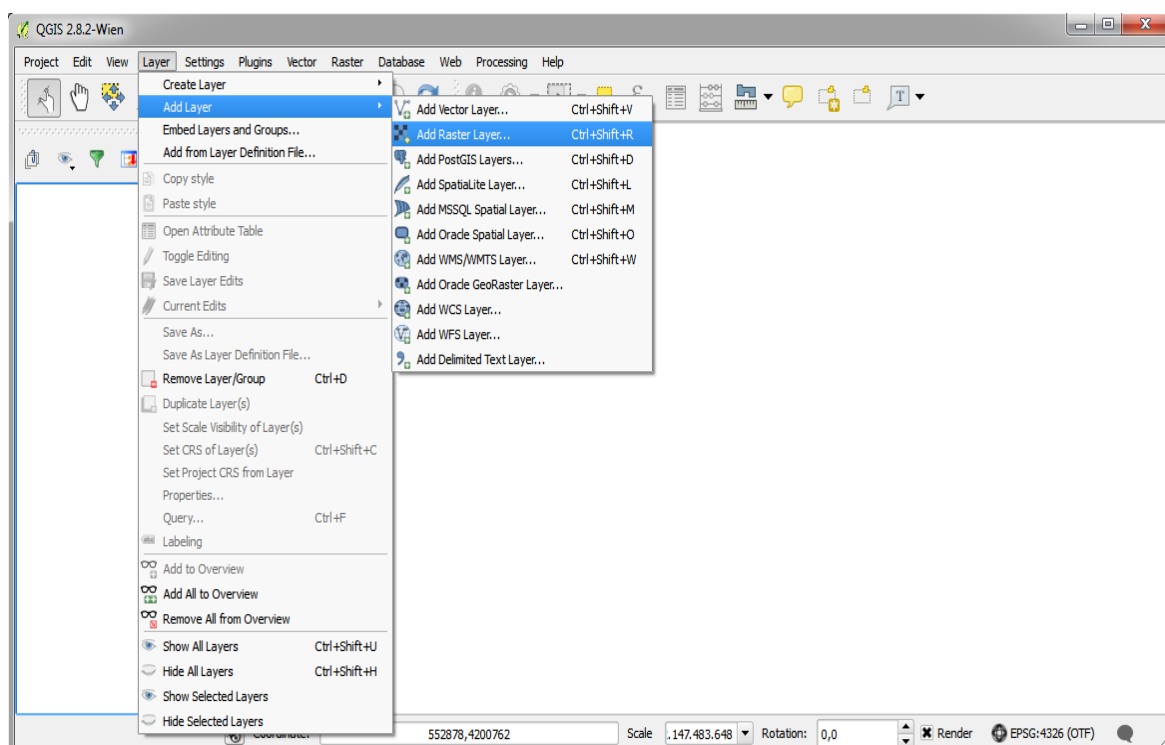 QGIS 2.8.2-Wien
Project Edit View Layer Settings Plugins Vector Raster Database Web Processing Help
Create Layer
Add Layer
Embed Layers and Groups...
Add from Layer Definition File...
Copy style
Paste style
Open Attribute Table
Toggle Editing
Save Layer Edits
Current Edits
Save As...
Save As Layer Definition File...
Remove Layer/Group Ctrl+D
Duplicate Layer(s)
Set Scale Visibility of Layer(s)
Set CRS of Layer(s) Ctrl+Shift+C
Set Project CRS from Layer
Properties...
Query... Ctrl+F
Labeling
Add to Overview
Add All to Overview
Remove All from Overview
Show All Layers Ctrl+Shift+U
Hide All Layers Ctrl+Shift+H
Show Selected Layers
Hide Selected Layers
Add Vector Layer... Ctrl+Shift+V
Add Raster Layer... Ctrl+Shift+R
Add PostGIS Layers... Ctrl+Shift+D
Add SpatiaLite Layer... Ctrl+Shift+L
Add MSSQL Spatial Layer... Ctrl+Shift+M
Add Oracle Spatial Layer... Ctrl+Shift+O
Add WMS/WMTS Layer... Ctrl+Shift+W
Add Oracle GeoRaster Layer...
Add WCS Layer...
Add WFS Layer...
Add Delimited Text Layer...
552878,4200762 Scale .147.483.648 Rotation: 0,0 Render EPSG:4326 (OTF)